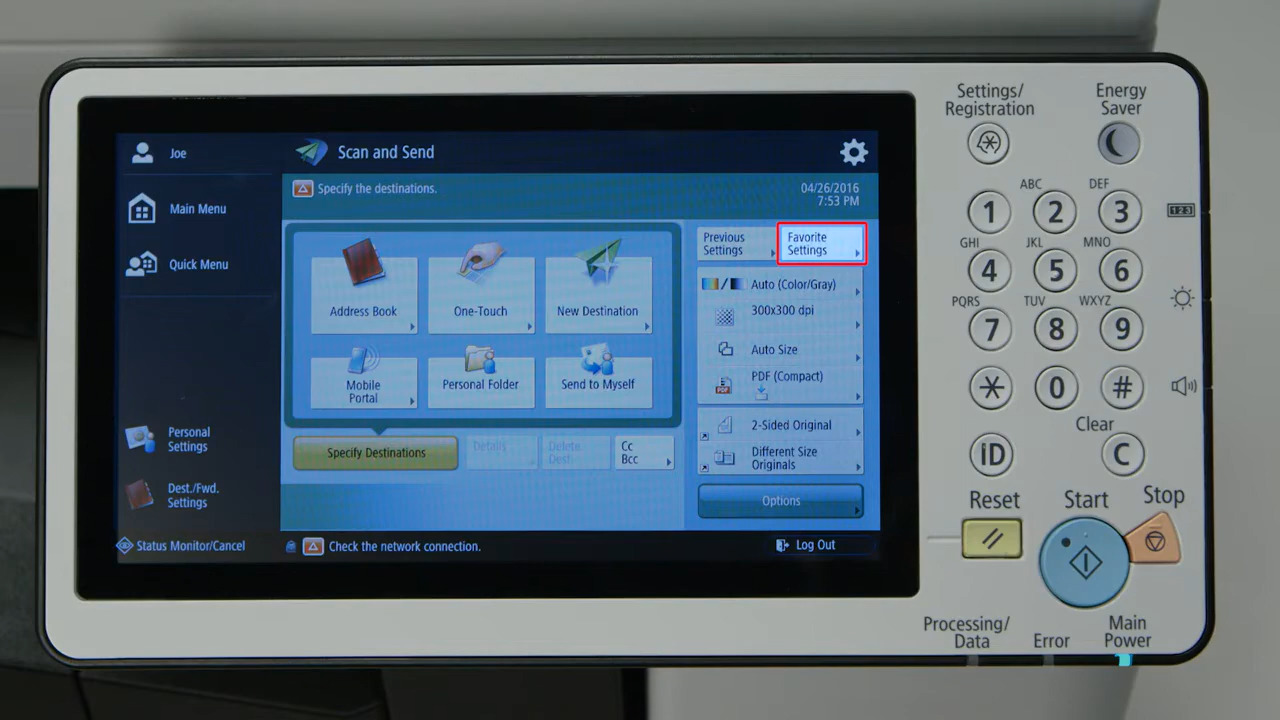 Joe
Scan and Send
Specify the destinations.
04/26/2016
7:53 PM
Main Menu
Quick Menu
Previous
Settings
Favorite
Settings
Address Book
One-Touch
New Destination
Mobile
Portal
Personal Folder
Send to Myself
Auto (Color/Gray)
300x300 dpi
Auto Size
PDF (Compact)
PDF
2-Sided Original
Different Size
Originals
Options
Specify Destinations
Details
Delete
Dest.
Cc
Bcc
Personal
Settings
Dest./Fwd.
Settings
Status Monitor/Cancel
Check the network connection.
Log Out
Settings/
Registration
Energy
Saver
ABC DEF
1 2 3
123
GHI JKL MNO
4 5 6
PQRS TUV WXYZ
7 8 9
0 #
Clear
ID C
Reset Start Stop
Processing/
Data
Error
Main
Power